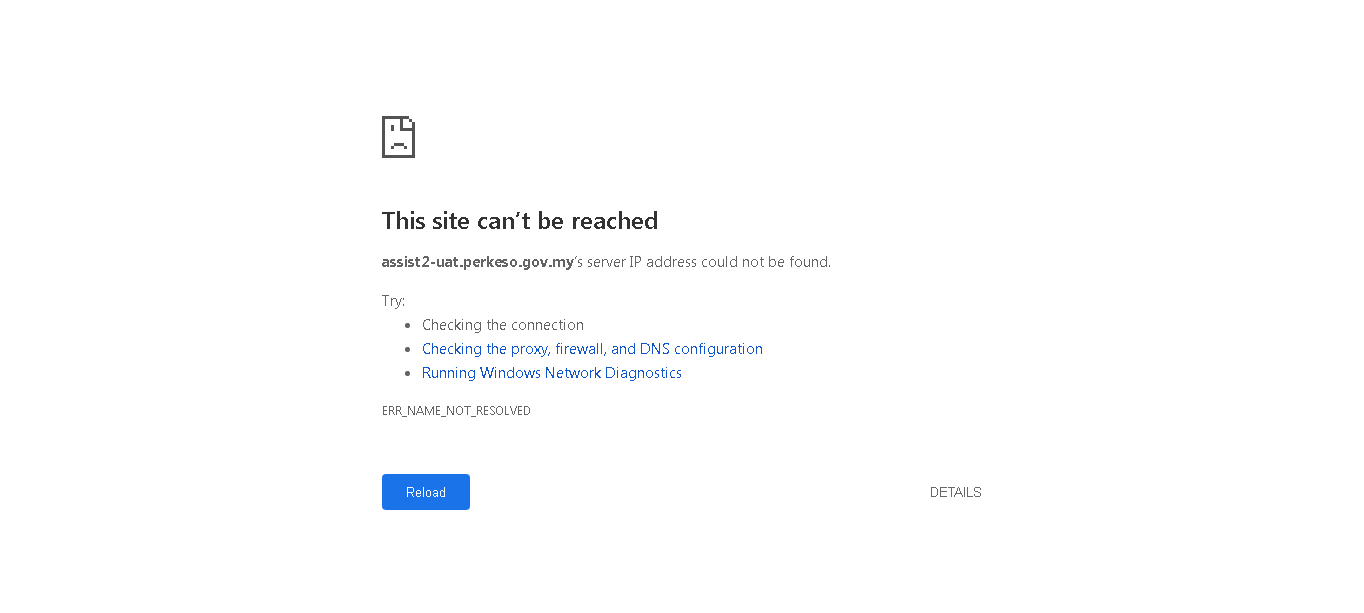 This site can’t be reached
assist2-uat.perkeso.gov.my’s server IP address could not be found.
Try:
• Checking the connection
• Checking the proxy, firewall, and DNS configuration
• Running Windows Network Diagnostics
ERR_NAME_NOT_RESOLVED
Reload
DETAILS